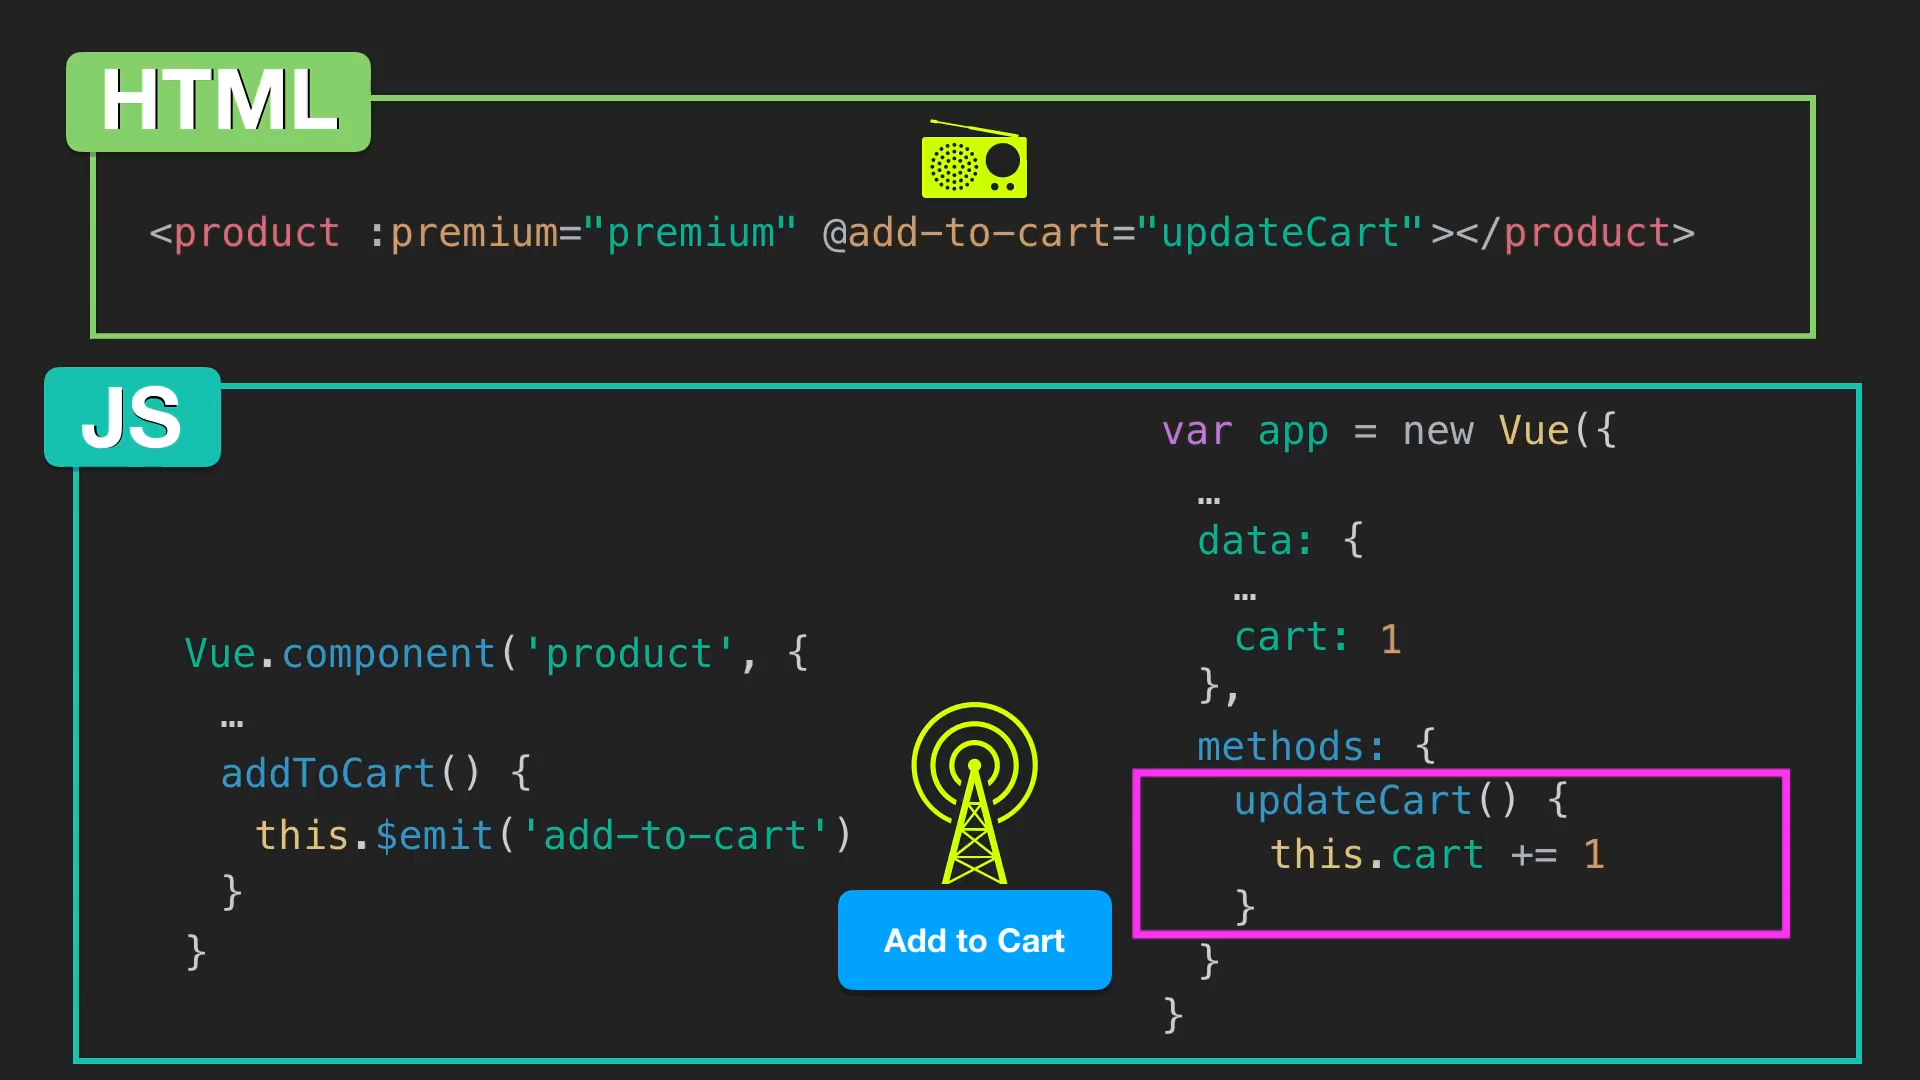 HTML
<product :premium="premium" @add-to-cart="updateCart"></product>
JS
Vue.component('product', {
…
addToCart() {
this.$emit('add-to-cart')
}
}
Add to Cart
var app = new Vue({
…
data: {
…
cart: 1
},
methods: {
updateCart() {
this.cart += 1
}
}
}